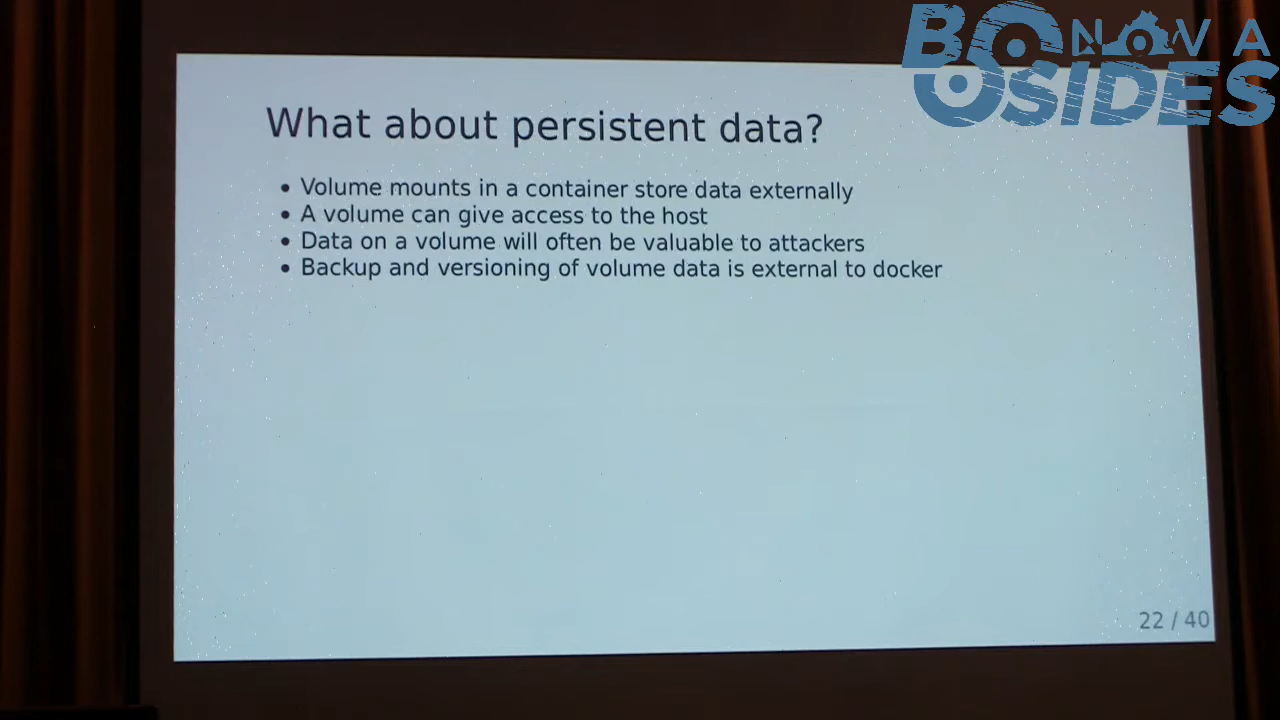 BSIDES
NOVA
What about persistent data?
• Volume mounts in a container store data externally
• A volume can give access to the host
• Data on a volume will often be valuable to attackers
• Backup and versioning of volume data is external to docker
22 / 40